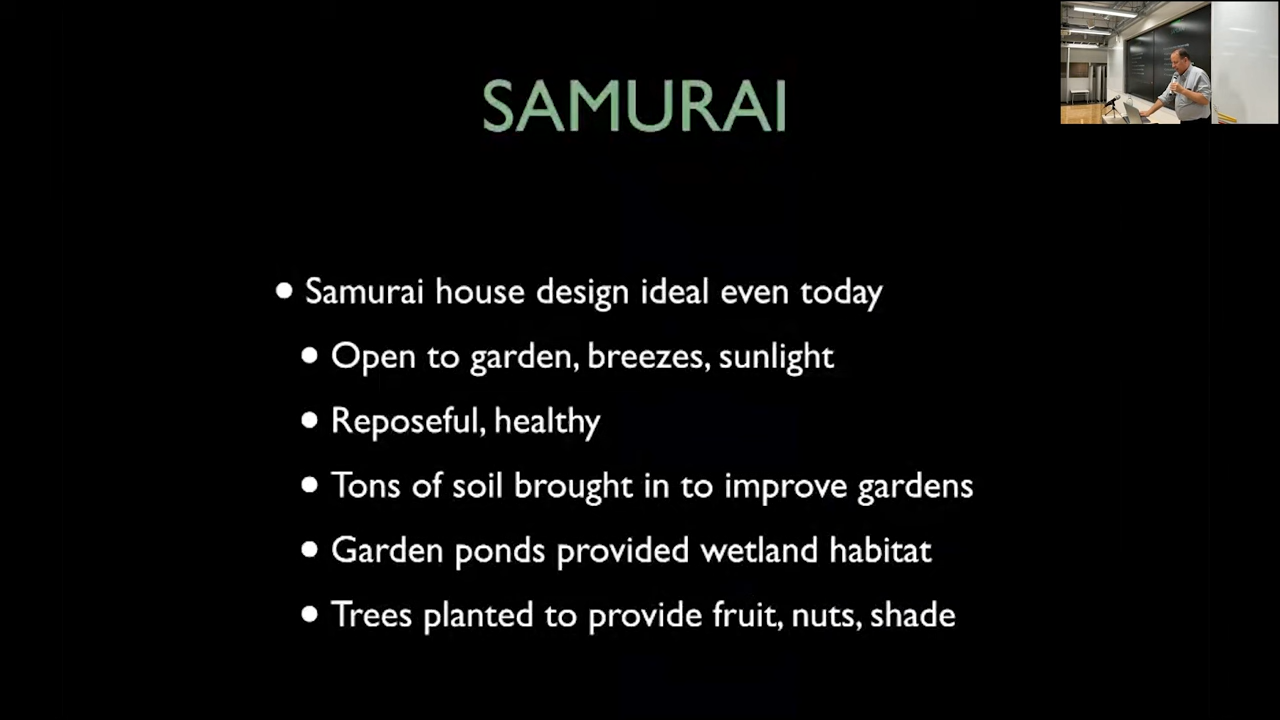 SAMURAI
• Samurai house design ideal even today
• Open to garden, breezes, sunlight
• Reposeful, healthy
• Tons of soil brought in to improve gardens
• Garden ponds provided wetland habitat
• Trees planted to provide fruit, nuts, shade